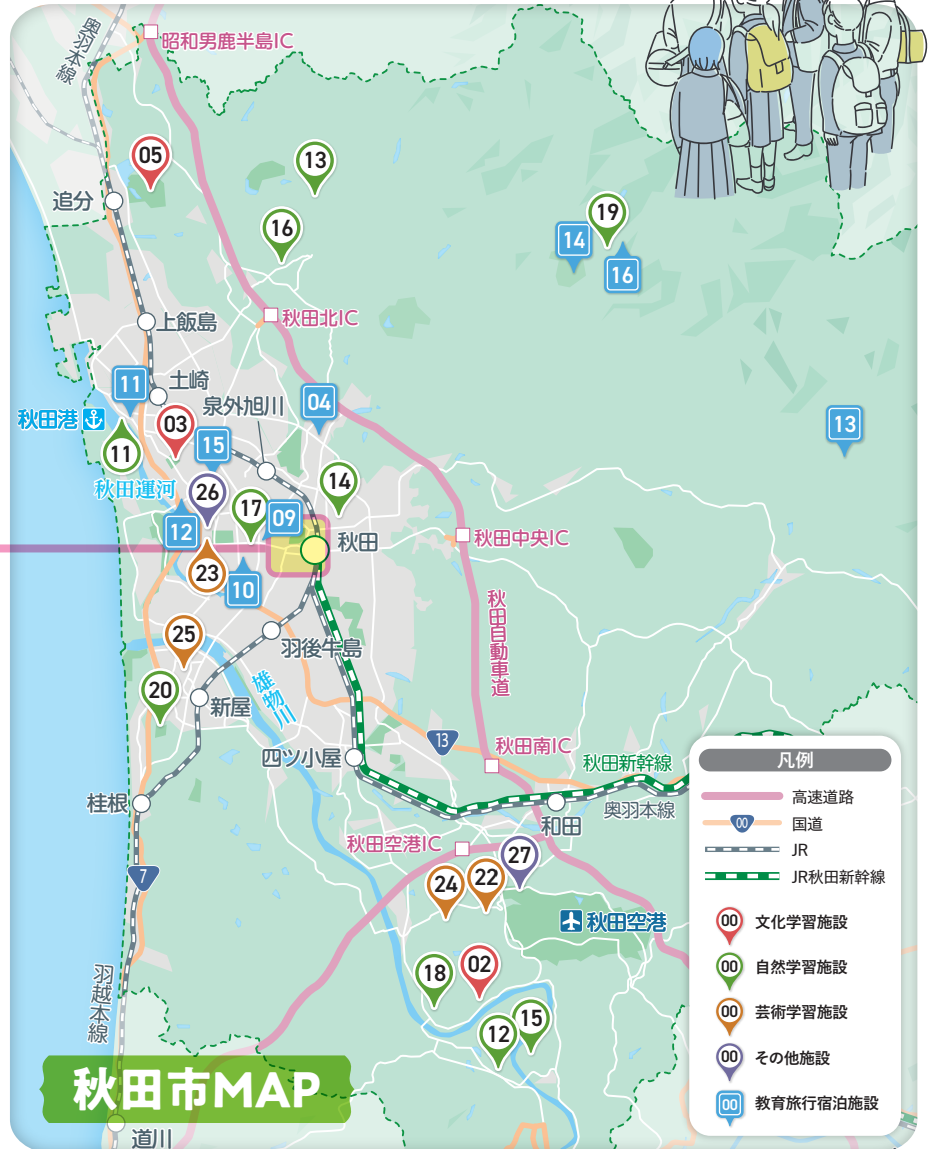 奥羽本線
昭和男鹿半島IC
05
13
追分
16
19
14
16
上飯島
秋田北IC
11
土崎
泉外旭川
04
秋田港
03
13
11
15
秋田運河
26
14
17
09
12
秋田
秋田中央IC
23
10
秋田自動車道
25
羽後牛島
20
新屋
雄物川
13
秋田南IC
四ツ小屋
秋田新幹線
桂根
和田
奥羽本線
秋田空港IC
27
7
24
22
秋田空港
羽越本線
18
02
12
15
秋田市MAP
道川
凡例
高速道路
00
国道
JR
JR秋田新幹線
00
文化学習施設
00
自然学習施設
00
芸術学習施設
00
その他施設
00
教育旅行宿泊施設